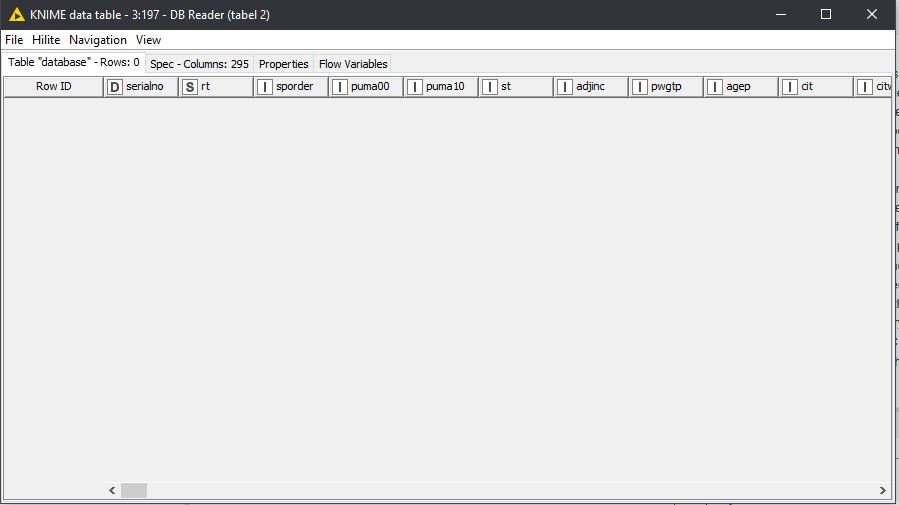 KNIME data table - 3:197 - DB Reader (tabel 2)
File Hilite Navigation View
Table "database" - Rows: 0 Spec - Columns: 295 Properties Flow Variables
Row ID D serialno S rt I sporder I puma00 I puma10 I st I adjinc I pwgtp I agep I cit I citw